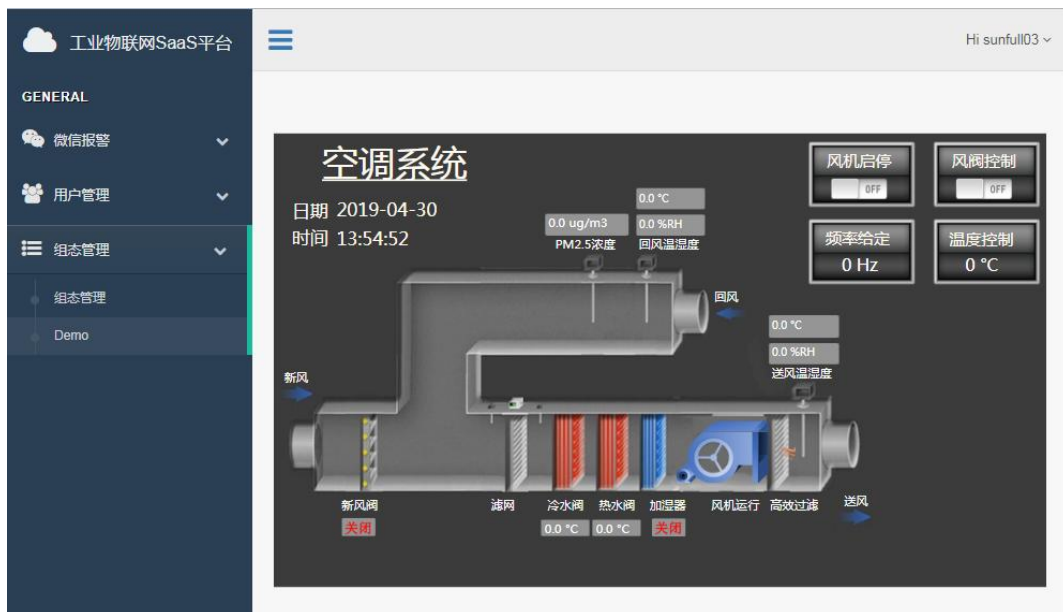 工业物联网SaaS平台
Hi sunfull03
GENERAL
微信报警
用户管理
组态管理
组态管理
Demo
空调系统
日期 2019-04-30
时间 13:54:52
风机启停
OFF
风阀控制
OFF
频率给定
0 Hz
温度控制
0 °C
0.0 °C
0.0 ug/m3
0.0 %RH
PM2.5浓度
回风温湿度
回风
0.0 °C
0.0 %RH
送风温湿度
新风
新风阀
滤网
冷水阀
热水阀
加湿器
风机运行
高效过滤
送风
关闭
0.0 °C
0.0 °C
关闭